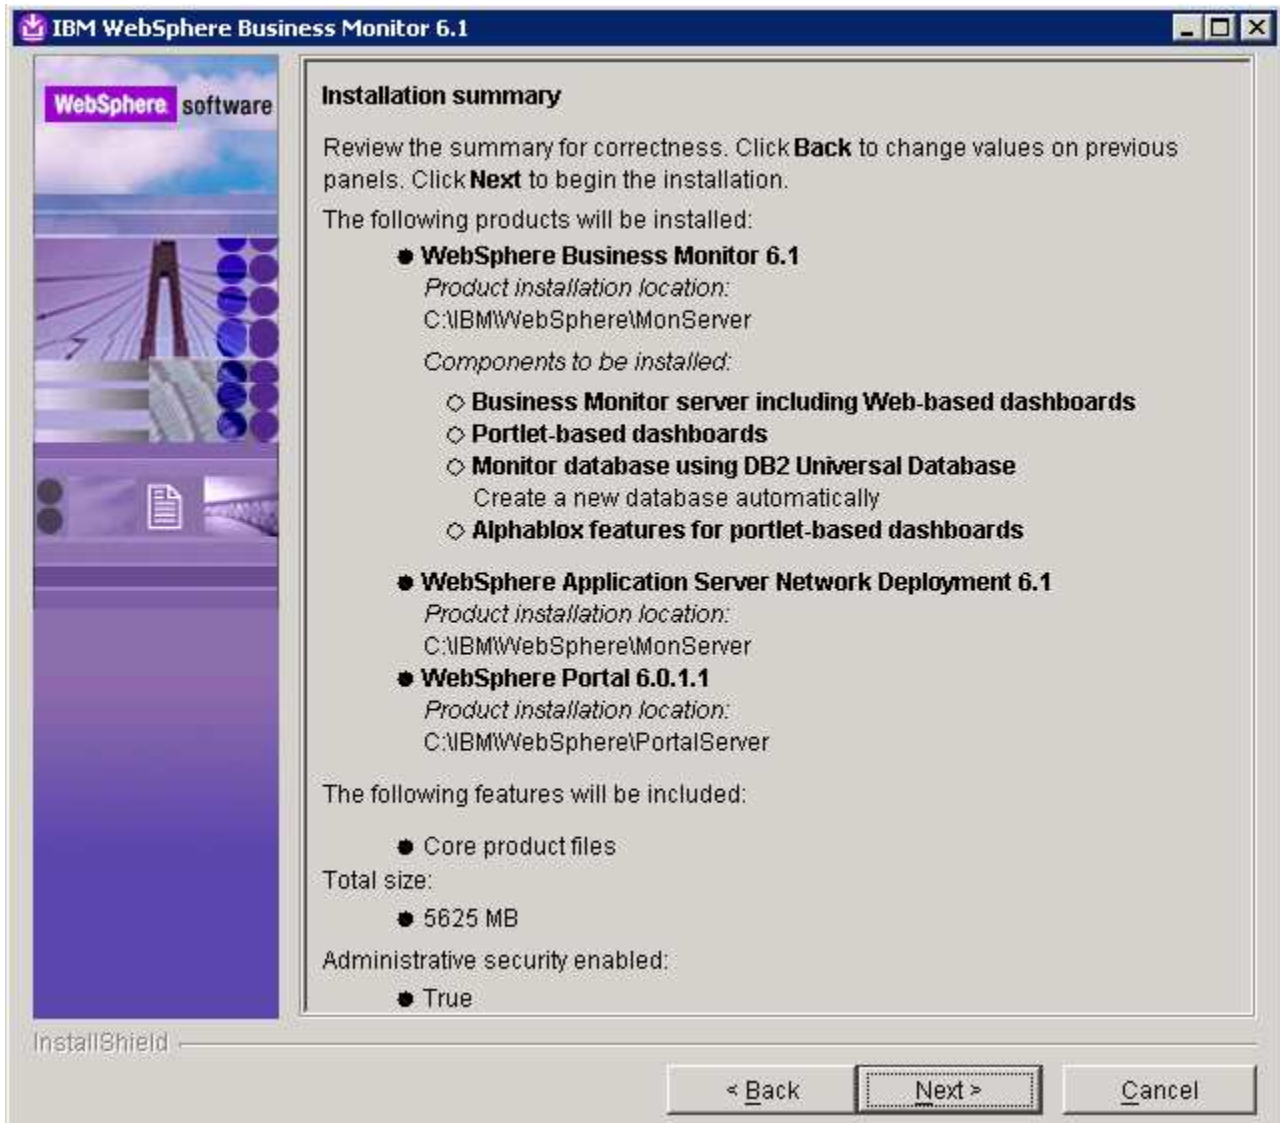 IBM WebSphere Business Monitor 6.1
WebSphere software
Installation summary
Review the summary for correctness. Click Back to change values on previous
panels. Click Next to begin the installation.
The following products will be installed:
WebSphere Business Monitor 6.1
Product installation location:
C:\IBM\WebSphere\MonServer
Components to be installed:
Business Monitor server including Web-based dashboards
Portlet-based dashboards
Monitor database using DB2 Universal Database
Create a new database automatically
Alphablox features for portlet-based dashboards
WebSphere Application Server Network Deployment 6.1
Product installation location:
C:\IBM\WebSphere\MonServer
WebSphere Portal 6.0.1.1
Product installation location:
C:\IBM\WebSphere\PortalServer
The following features will be included:
Core product files
Total size:
5625 MB
Administrative security enabled:
True
InstallShield
< Back
Next >
Cancel